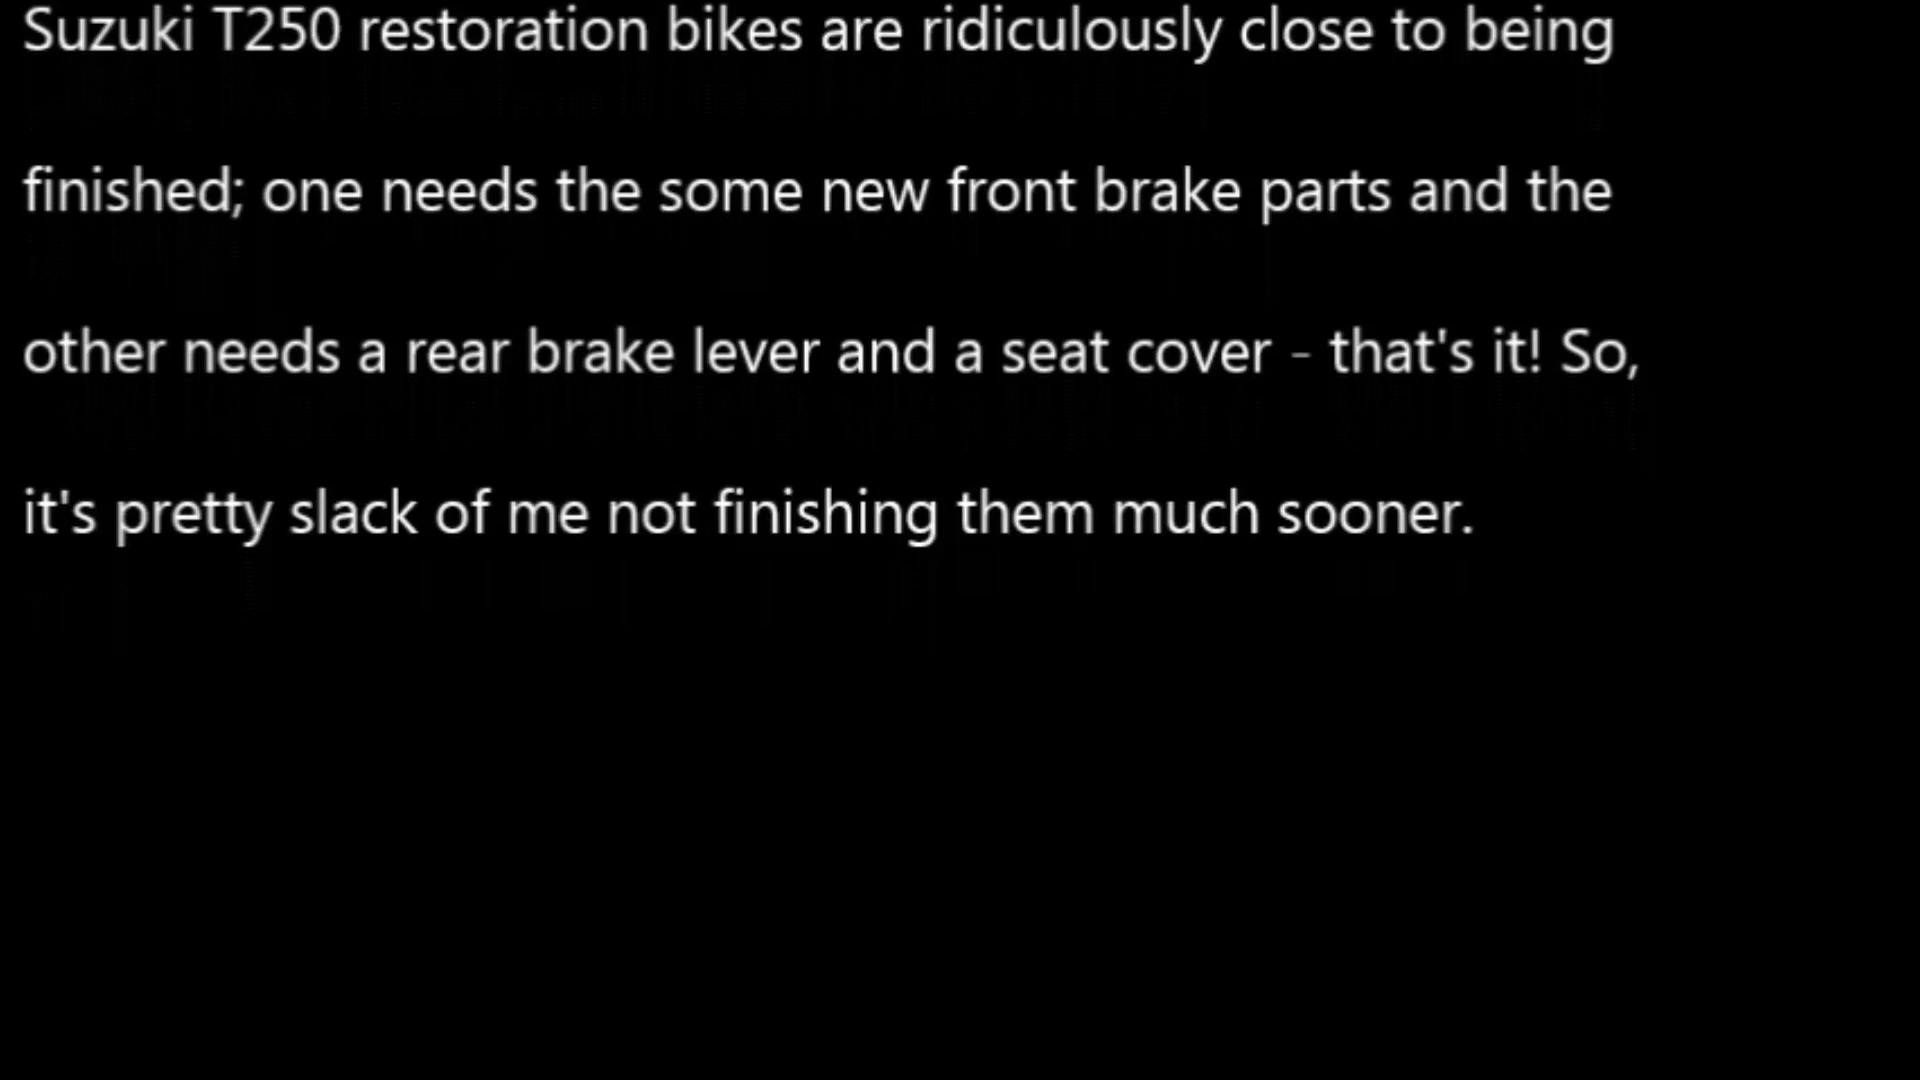 Suzuki T250 restoration bikes are ridiculously close to being
finished; one needs the some new front brake parts and the
other needs a rear brake lever and a seat cover - that's it! So,
it's pretty slack of me not finishing them much sooner.